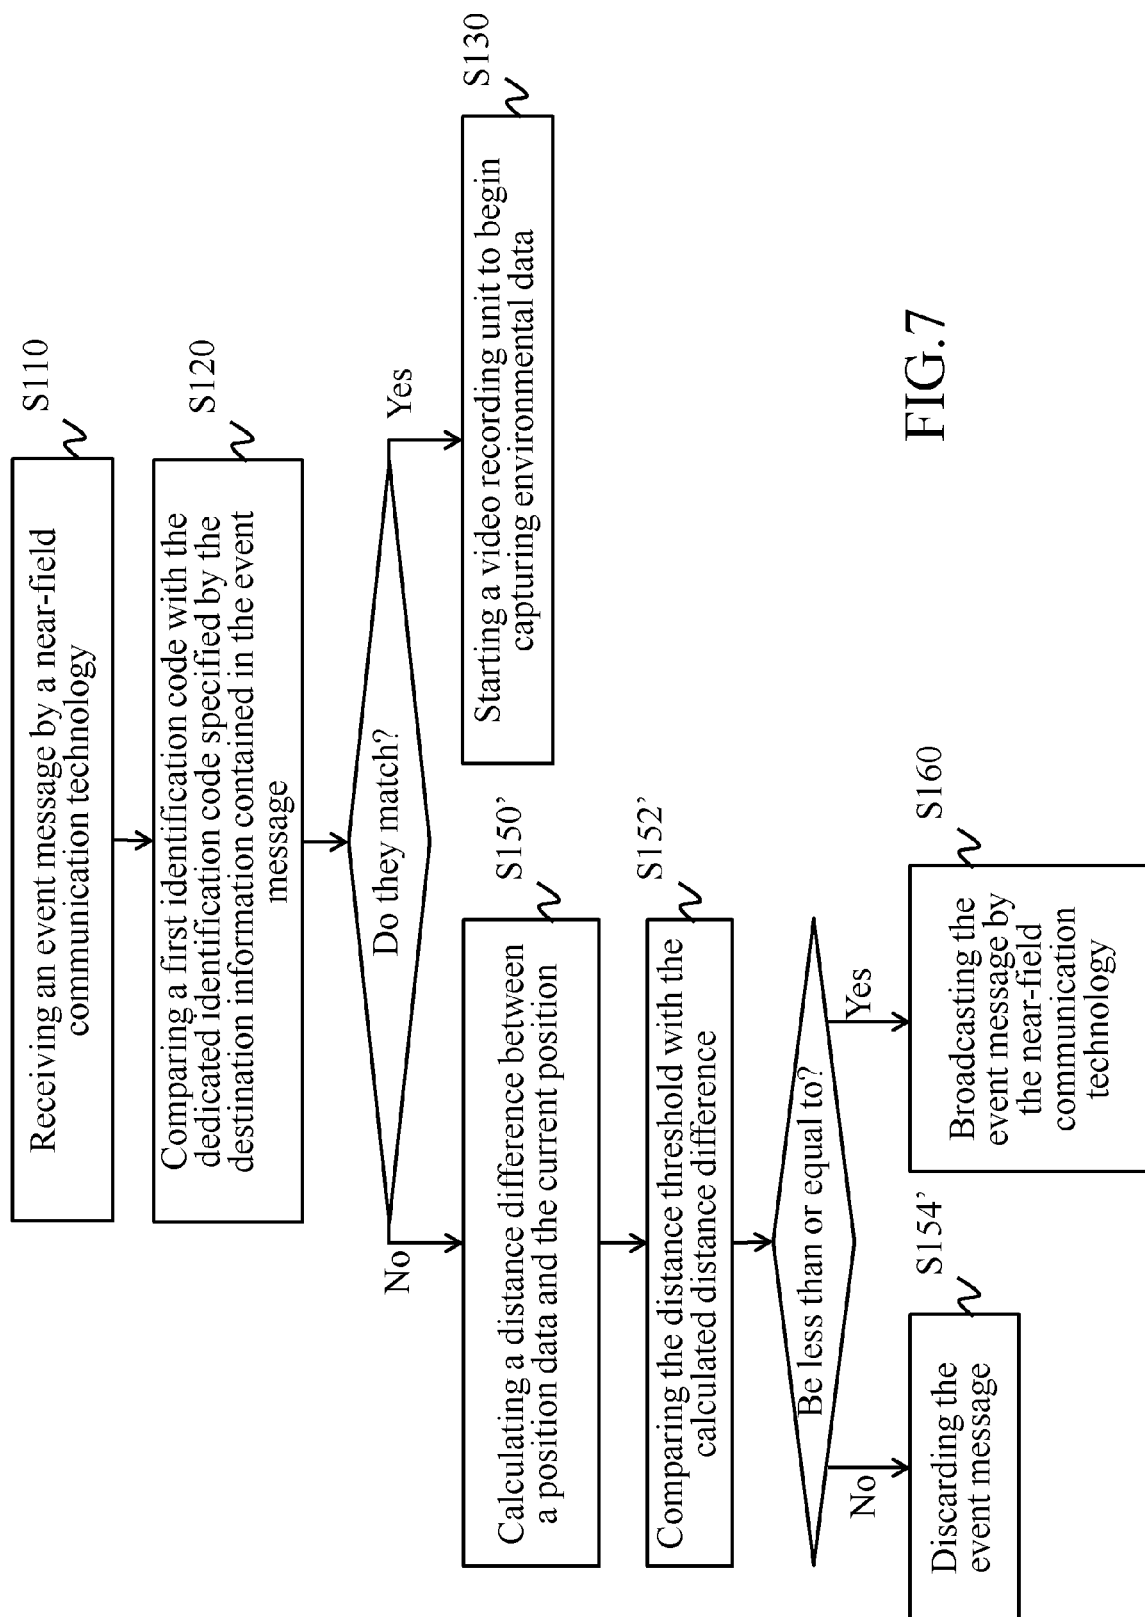 Receiving an event message by a near-field
communication technology
S110
Comparing a first identification code with the
dedicated identification code specified by the
destination information contained in the event
message
S120
Do they match?
Yes
No
Starting a video recording unit to begin
capturing environmental data
S130
Calculating a distance difference between
a position data and the current position
S150’
Comparing the distance threshold with the
calculated distance difference
S152’
Be less than or equal to?
No
Yes
Discarding the
event message
S154’
Broadcasting the
event message by
the near-field
communication
technology
S160
FIG.7